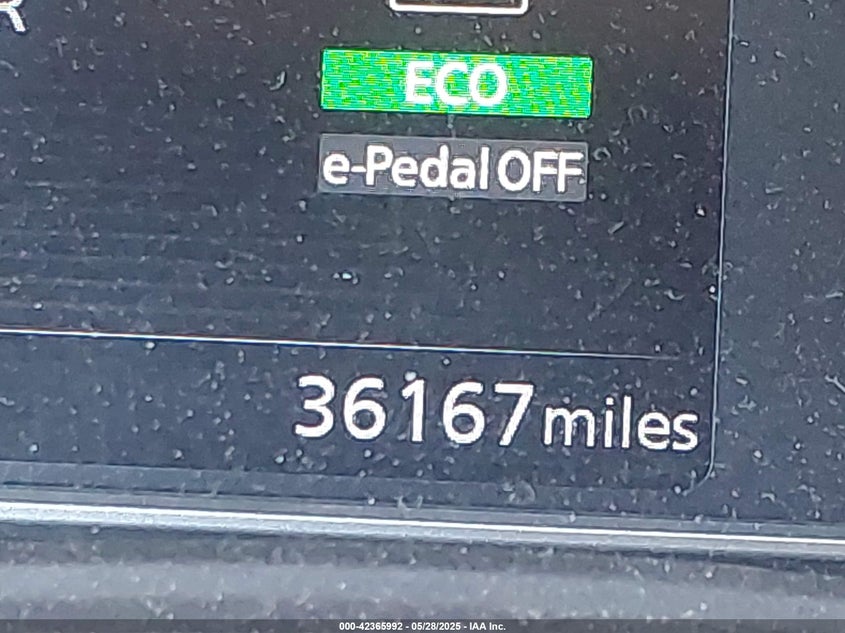 R
ECO
e-Pedal OFF
36167 miles
000-42365992 - 05/28/2025 - IAA Inc.